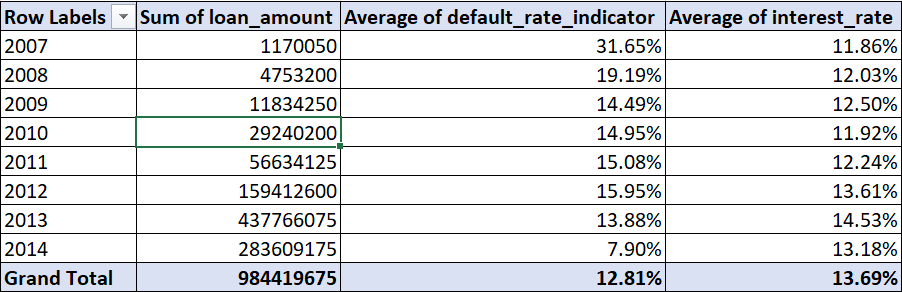 Row Labels Sum of loan_amount Average of default_rate_indicator Average of interest_rate
2007 1170050 31.65% 11.86%
2008 4753200 19.19% 12.03%
2009 11834250 14.49% 12.50%
2010 29240200 14.95% 11.92%
2011 56634125 15.08% 12.24%
2012 159412600 15.95% 13.61%
2013 437766075 13.88% 14.53%
2014 283609175 7.90% 13.18%
Grand Total 984419675 12.81% 13.69%